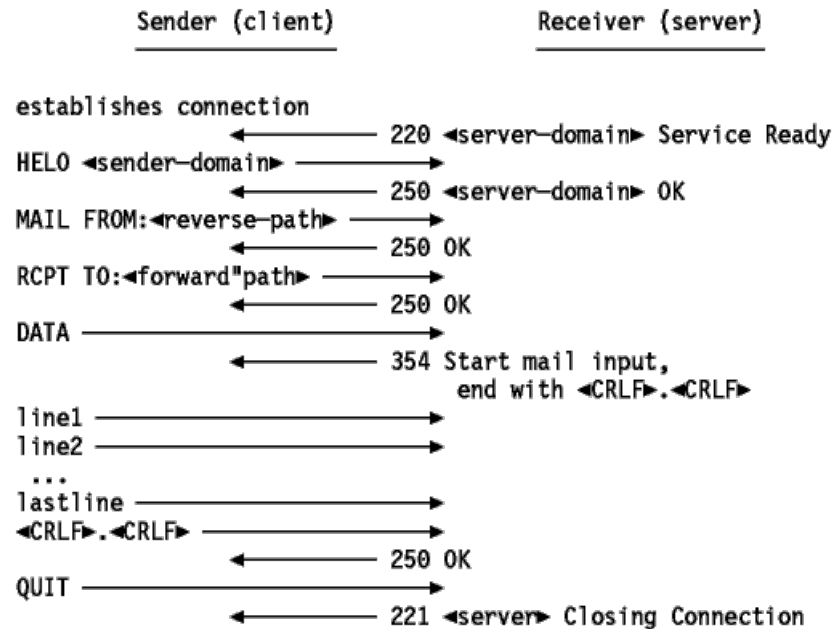 Sender (client) Receiver (server)
establishes connection
220 ◄server—domain► Service Ready
HELO ◄sender—domain►
250 ◄server—domain► OK
MAIL FROM:◄reverse—path►
250 OK
RCPT TO:◄forward"path►
250 OK
DATA
354 Start mail input,
end with ◄CRLF►.◄CRLF►
line1
line2
...
lastline
◄CRLF►.◄CRLF►
250 OK
QUIT
221 ◄server► Closing Connection